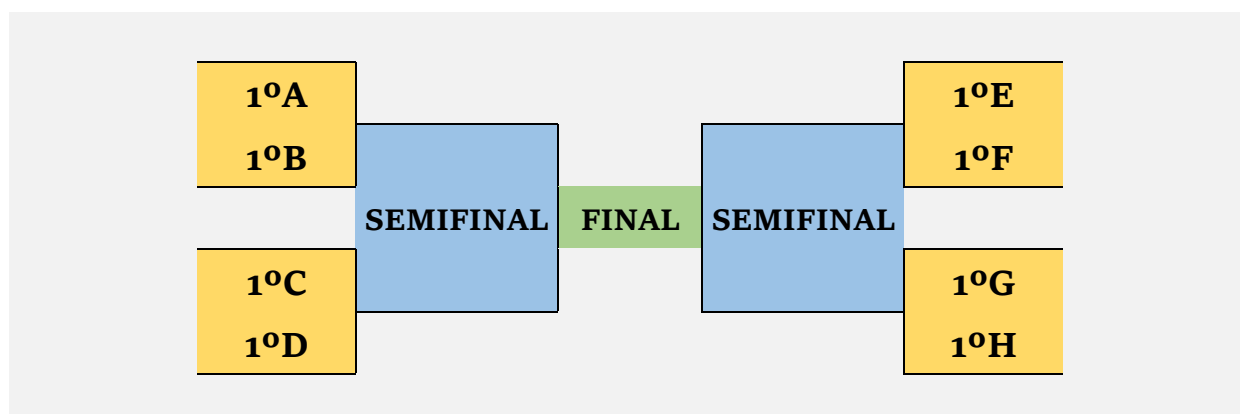 1ºA
1ºB
1ºC
1ºD
SEMIFINAL
FINAL
SEMIFINAL
1ºE
1ºF
1ºG
1ºH